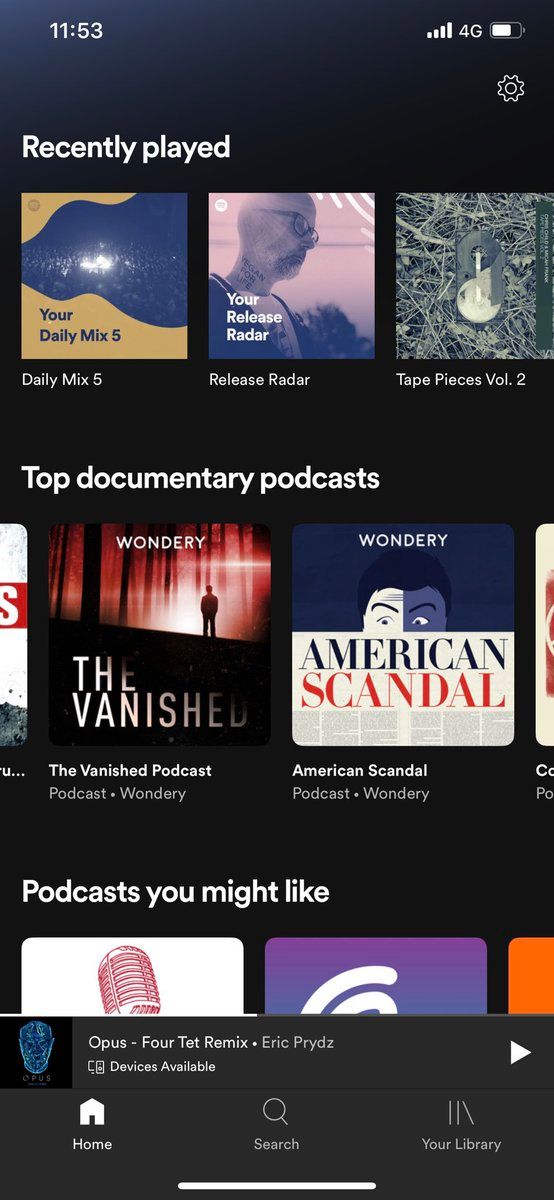 11:53
4G
Recently played
Your
Daily Mix 5
Your
Release
Radar
VEGAN
FOR
LIFE
Daily Mix 5
Release Radar
Tape Pieces Vol. 2
Top documentary podcasts
S
WONDERY
THE
VANISHED
WONDERY
AMERICAN
SCANDAL
ru...
The Vanished Podcast
American Scandal
Co
Podcast • Wondery
Podcast • Wondery
Po
Podcasts you might like
OPUS
Opus - Four Tet Remix • Eric Prydz
Devices Available
Home
Search
Your Library